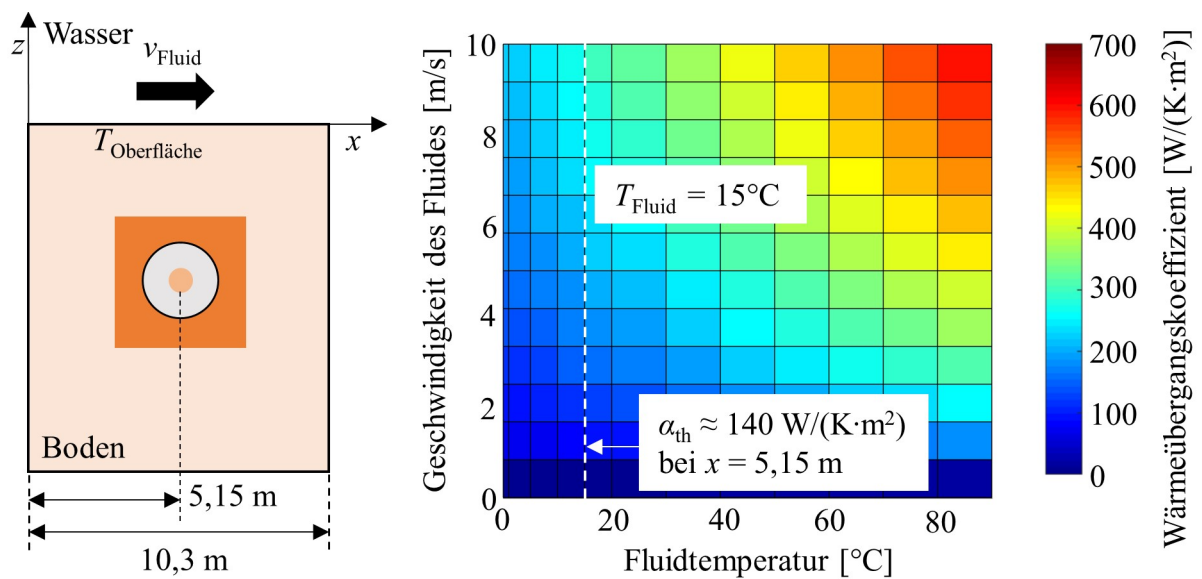 z
Wasser
vFluid
TOberfläche
x
Boden
5,15 m
10,3 m
Geschwindigkeit des Fluides [m/s]
10
8
6
4
2
0
TFluid = 15°C
αth ≈ 140 W/(K·m²)
bei x = 5,15 m
0 20 40 60 80
Fluidtemperatur [°C]
700
600
500
400
300
200
100
0
Wärmeübergangskoeffizient [W/(K·m²)]